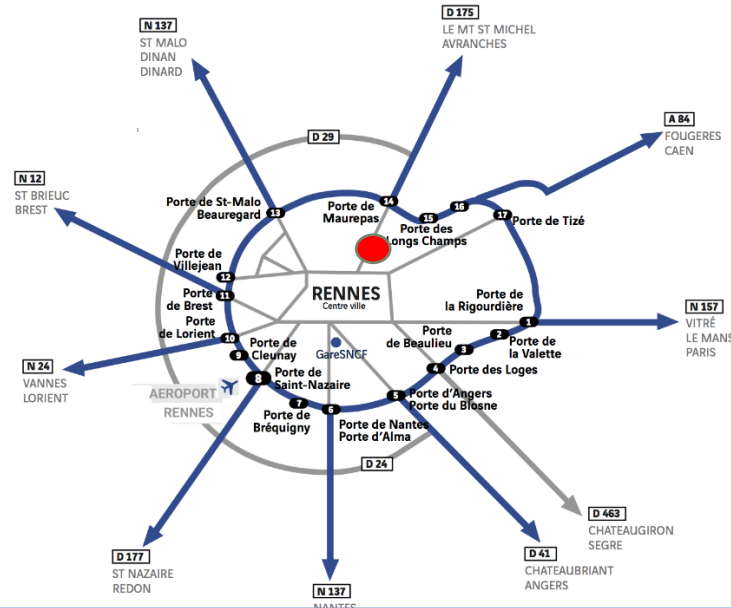 D 175
LE MT ST MICHEL
AVRANCHES
N 137
ST MALO
DINAN
DINARD
A 84
FOUGERES
CAEN
D 29
N 12
ST BRIEUC
BREST
Porte de St-Malo
Beauregard
13
Porte de
Maurepas
14
15
16
17
Porte des
Longs Champs
Porte de Tizé
Porte de
Villejean
12
Porte
de Brest
11
RENNES
Centre ville
Porte de
la Rigourdière
1
N 157
VITRÉ
LE MANS
PARIS
Porte
de Lorient
10
Porte de
Cleunay
9
GareSNCF
Porte
de Beaulieu
3
2
Porte de
la Valette
N 24
VANNES
LORIENT
AEROPORT
RENNES
8
Porte de
Saint-Nazaire
4
Porte des Loges
7
Porte de
Bréquigny
6
Porte de Nantes
Porte d'Alma
5
Porte d'Angers
Porte du Blosne
D 24
D 463
CHATEAUGIRON
SEGRE
D 177
ST NAZAIRE
REDON
D 41
CHATEAUBRIANT
ANGERS
N 137
NANTES